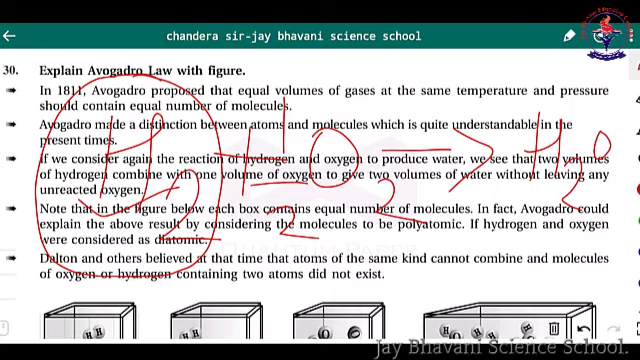 chandera sir-jay bhavani science school
30. Explain Avogadro Law with figure.
In 1811, Avogadro proposed that equal volumes of gases at the same temperature and pressure
should contain equal number of molecules.
Avogadro made a distinction between atoms and molecules which is quite understandable in the
present times.
If we consider again the reaction of hydrogen and oxygen to produce water, we see that two volumes
of hydrogen combine with one volume of oxygen to give two volumes of water without leaving any
unreacted oxygen.
Note that in the figure below each box contains equal number of molecules. In fact, Avogadro could
explain the above result by considering the molecules to be polyatomic. If hydrogen and oxygen
were considered as diatomic.
Dalton and others believed at that time that atoms of the same kind cannot combine and molecules
of oxygen or hydrogen containing two atoms did not exist.
H2 + 1/2 O2 → H2O
H H
H H
O
H
H
Jay Bhavani Science School.